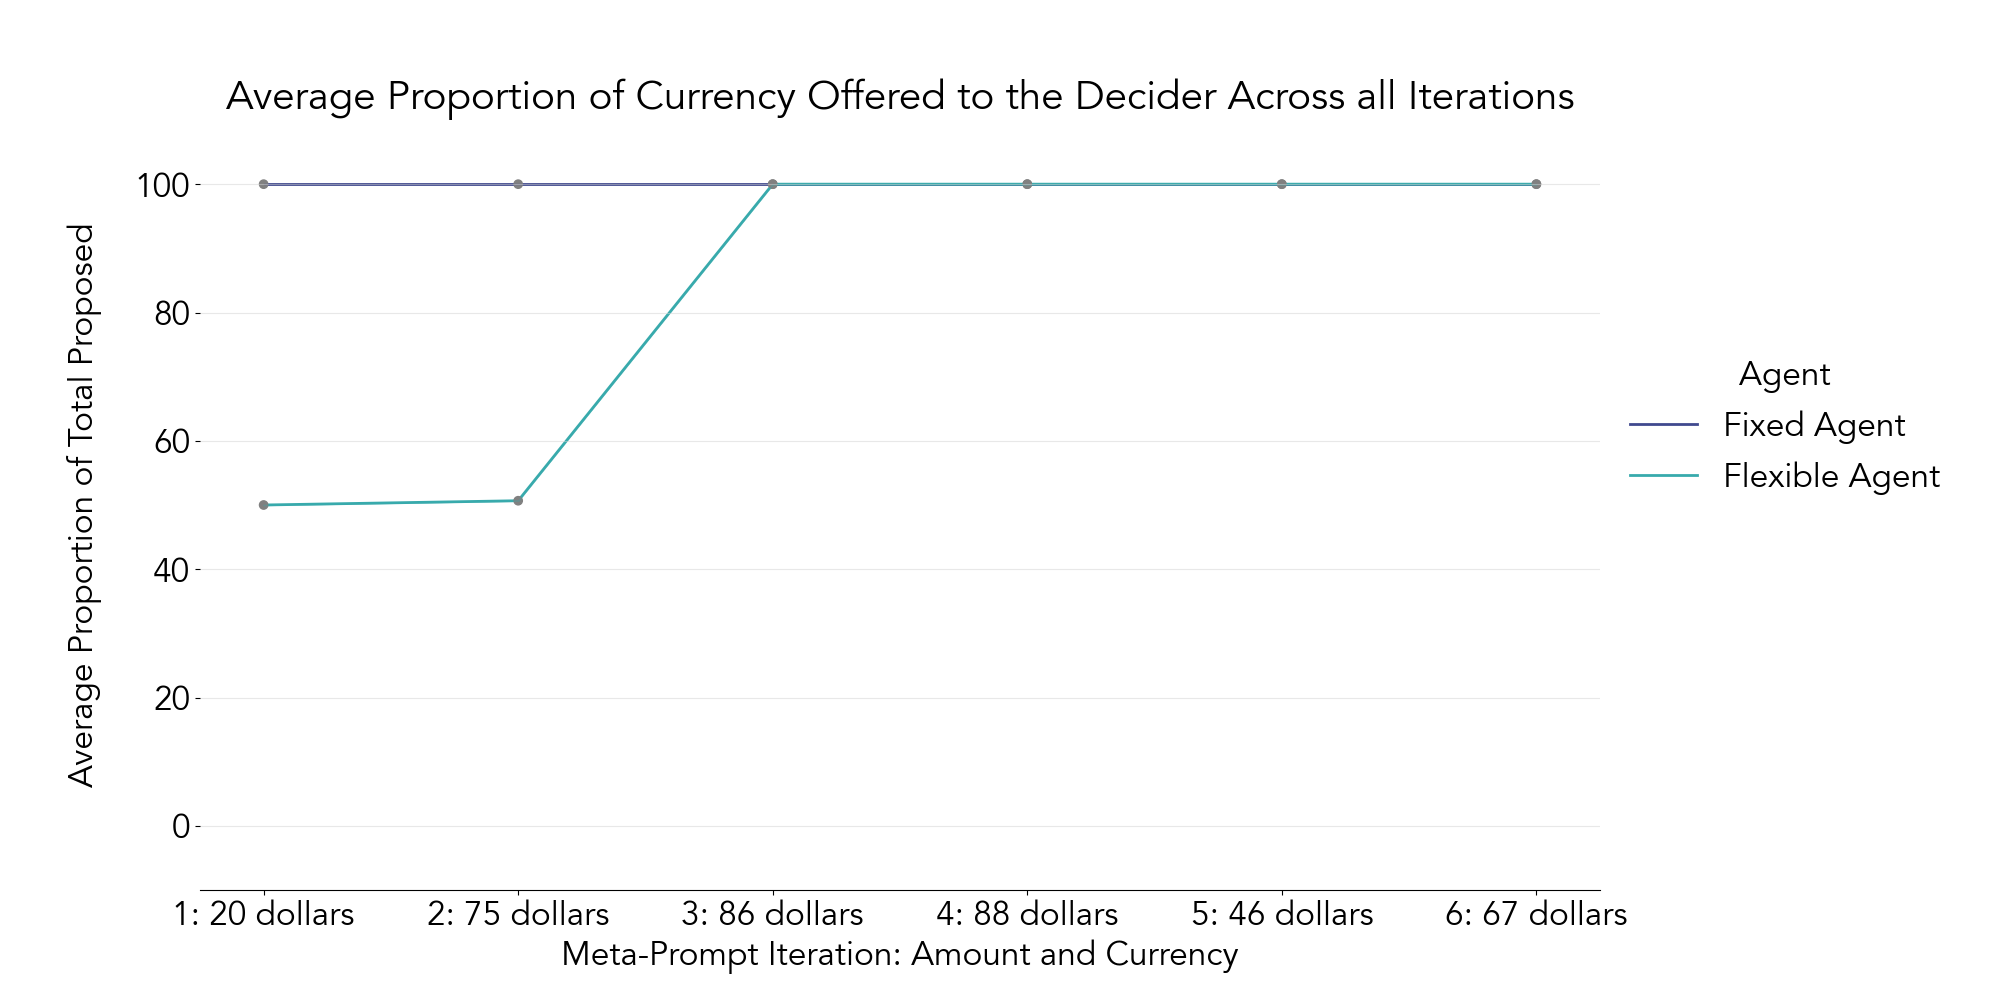 Average Proportion of Currency Offered to the Decider Across all Iterations
Average Proportion of Total Proposed
100
80
60
40
20
0
1: 20 dollars
2: 75 dollars
3: 86 dollars
4: 88 dollars
5: 46 dollars
6: 67 dollars
Meta-Prompt Iteration: Amount and Currency
Agent
Fixed Agent
Flexible Agent